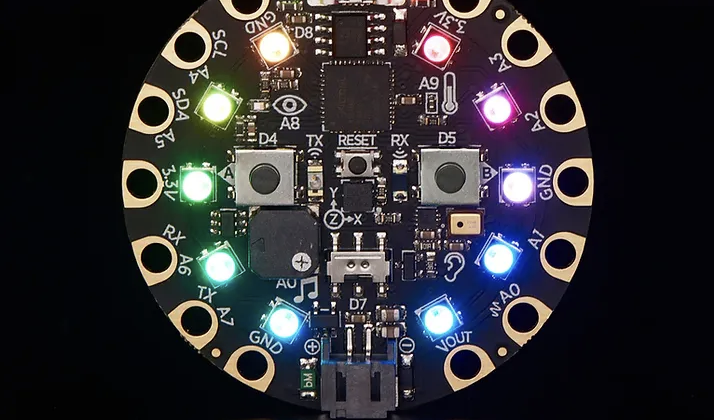 GND
D8
3.3V
SCL
A4
A3
A9
SDA
A5
A8
A2
D4
TX
RESET
RX
D5
3.3V
A
B
GND
Y
Z
X
RX
A6
A1
TX
A7
A0
A0
D7
GND
VOUT